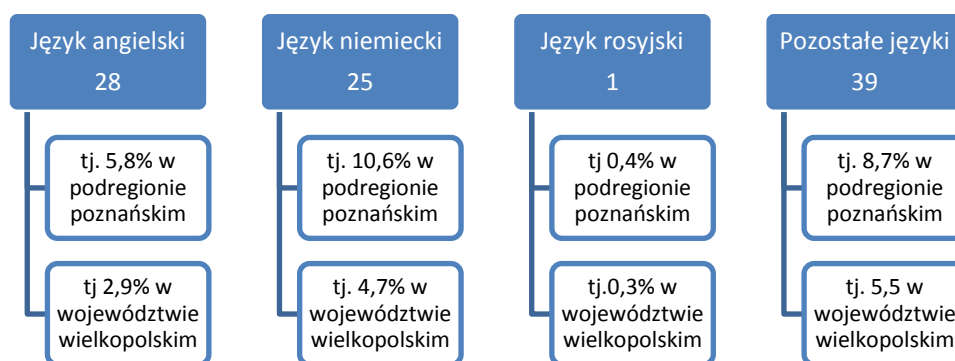 Język angielski
28
tj. 5,8% w
podregionie
poznańskim
tj 2,9% w
województwie
wielkopolskim
Język niemiecki
25
tj. 10,6% w
podregionie
poznańskim
tj. 4,7% w
województwie
wielkopolskim
Język rosyjski
1
tj 0,4% w
podregionie
poznańskim
tj.0,3% w
województwie
wielkopolskim
Pozostałe języki
39
tj. 8,7% w
podregionie
poznańskim
tj. 5,5 w
województwie
wielkopolskim